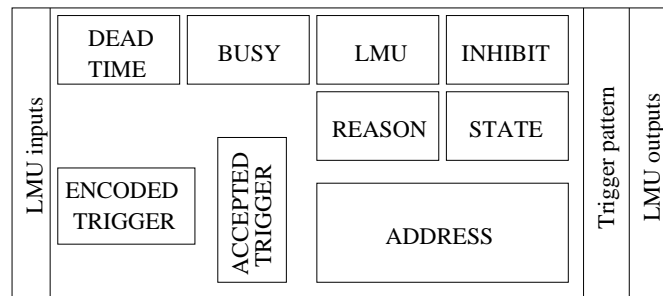 LMU inputs
DEAD
TIME
BUSY
LMU
INHIBIT
REASON
STATE
ENCODED
TRIGGER
ACCEPTED
TRIGGER
ADDRESS
Trigger pattern
LMU outputs